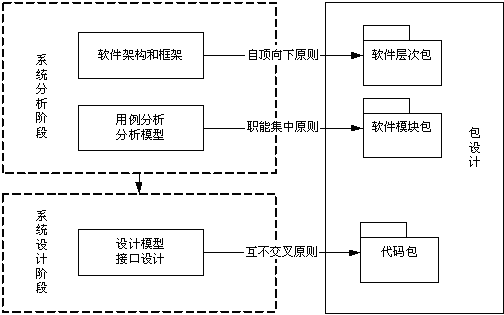 系统分析阶段
软件架构和框架
自顶向下原则
软件层次包
用例分析
分析模型
职能集中原则
软件模块包
包设计
系统设计阶段
设计模型
接口设计
互不交叉原则
代码包